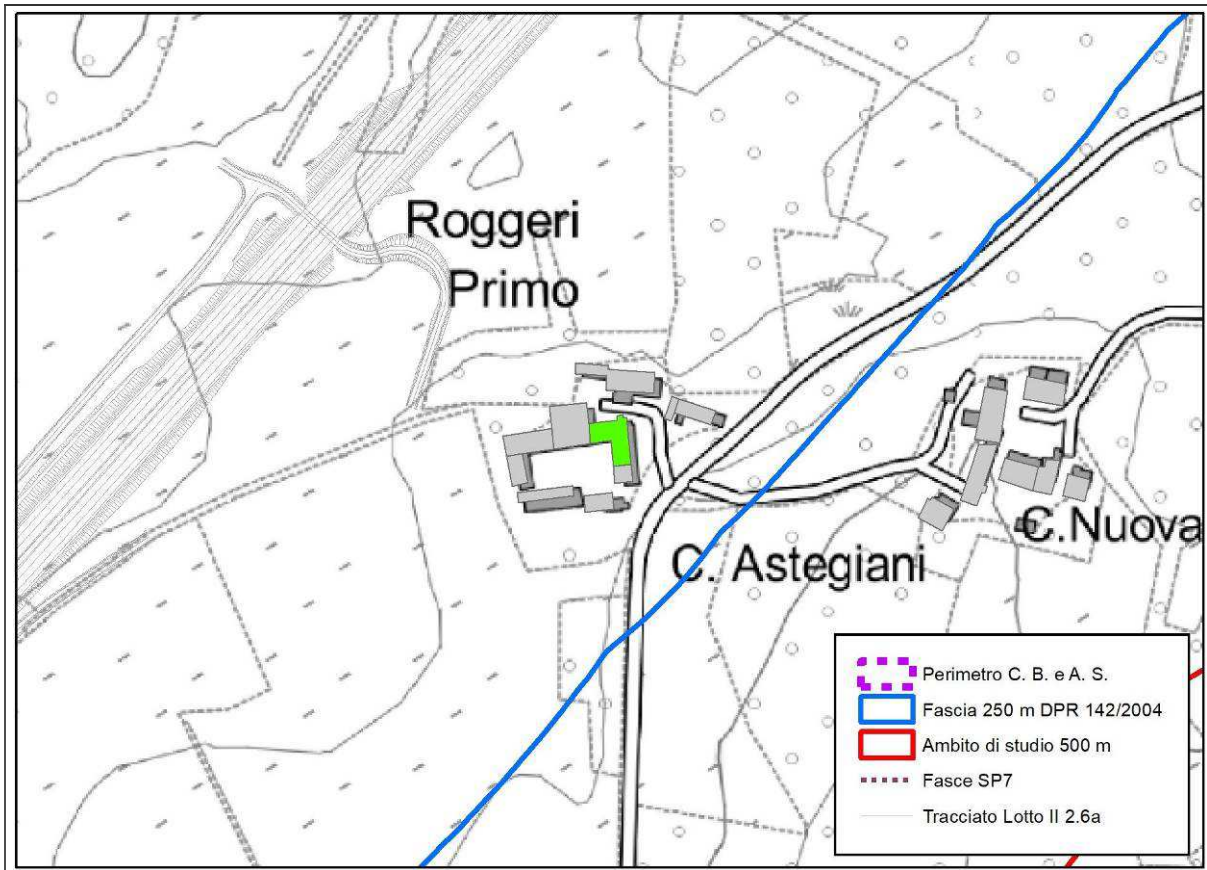 Roggeri
Primo
C. Nuova
C. Astegiani
Perimetro C. B. e A. S.
Fascia 250 m DPR 142/2004
Ambito di studio 500 m
Fasce SP7
Tracciato Lotto II 2.6a